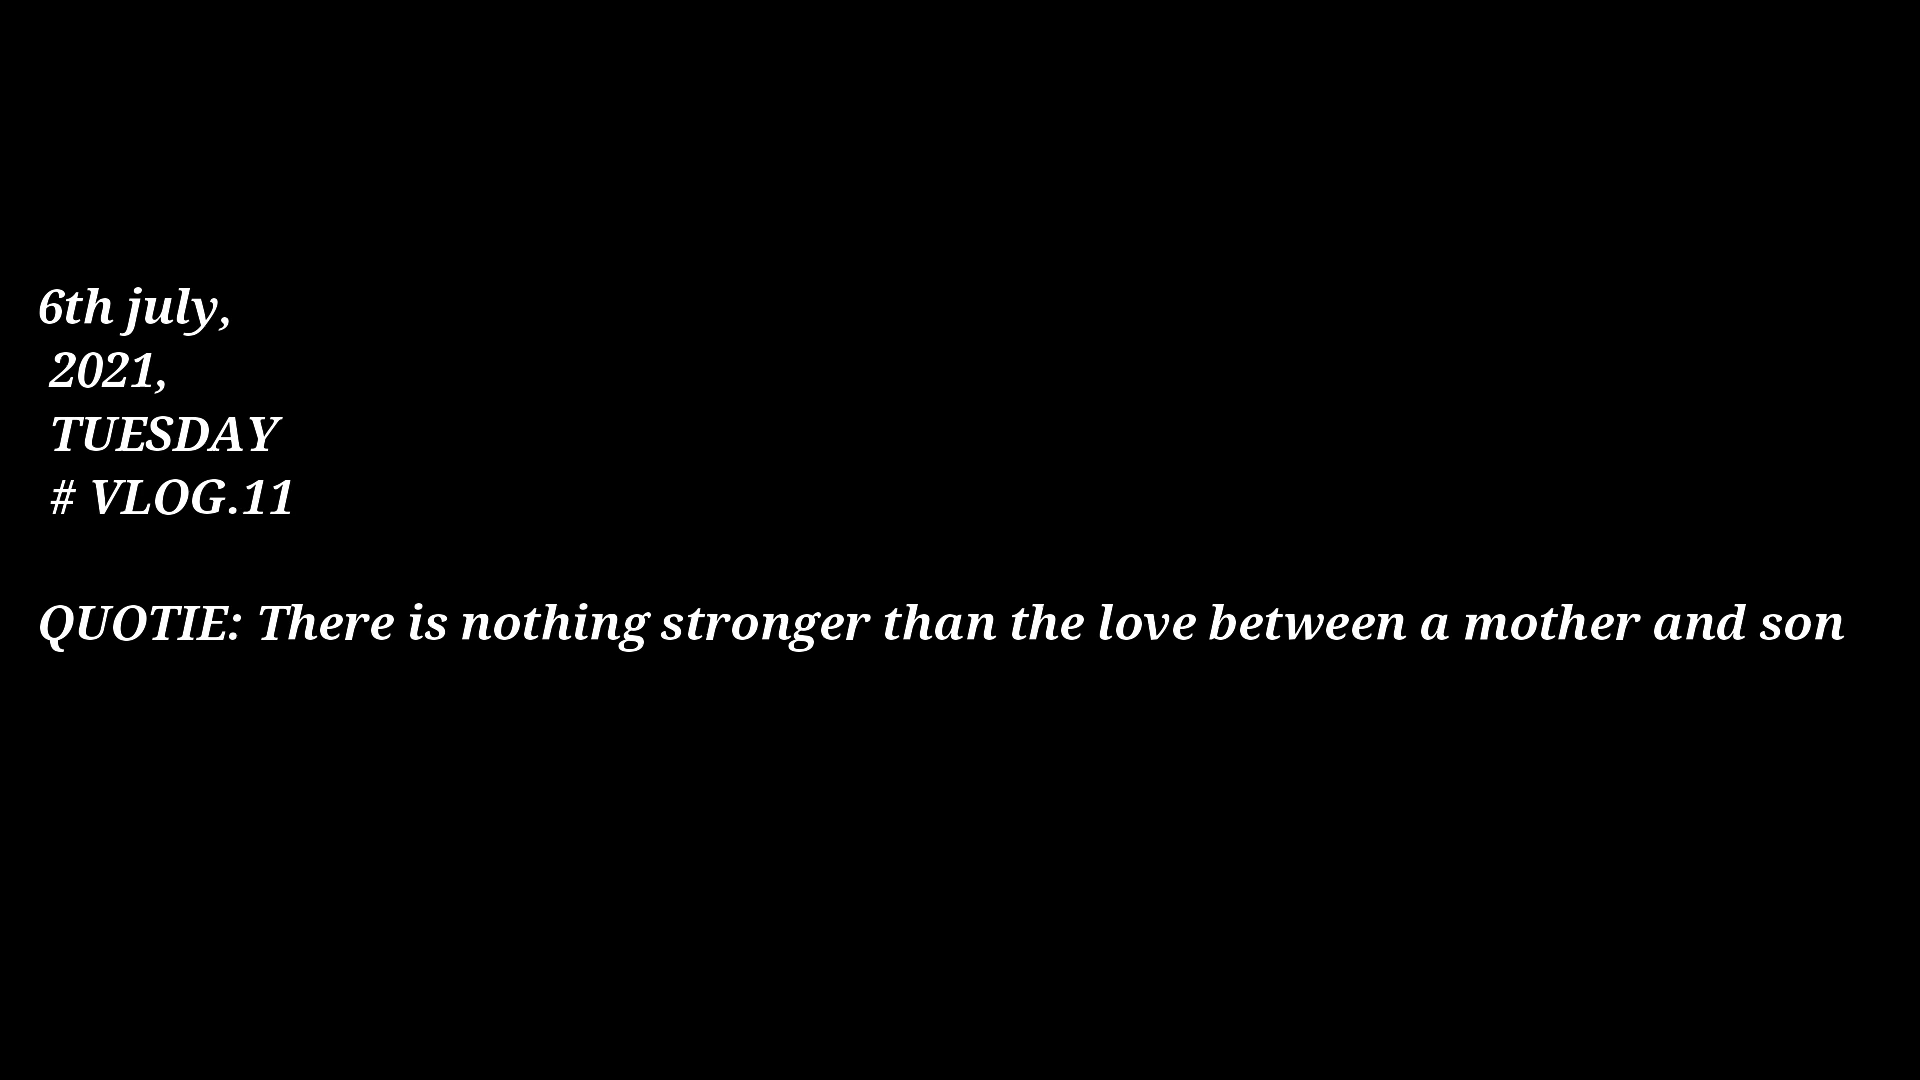 6th july,
2021,
TUESDAY
# VLOG.11
QUOTIE: There is nothing stronger than the love between a mother and son